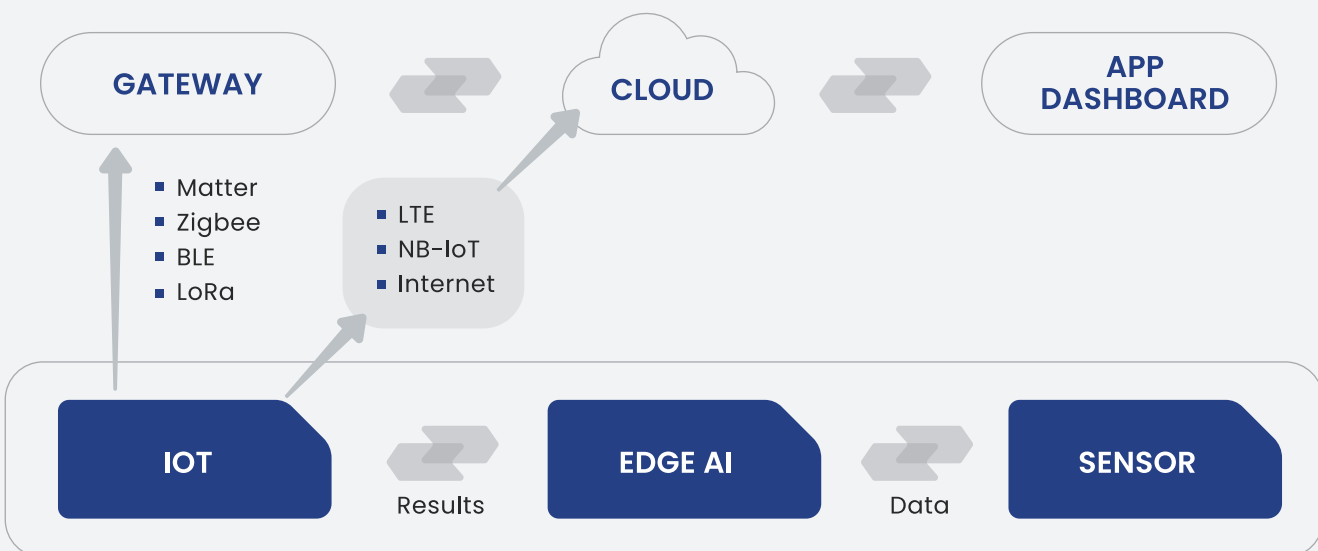 GATEWAY
CLOUD
APP
DASHBOARD
Matter
Zigbee
BLE
LoRa
LTE
NB-IoT
Internet
IOT
Results
EDGE AI
Data
SENSOR